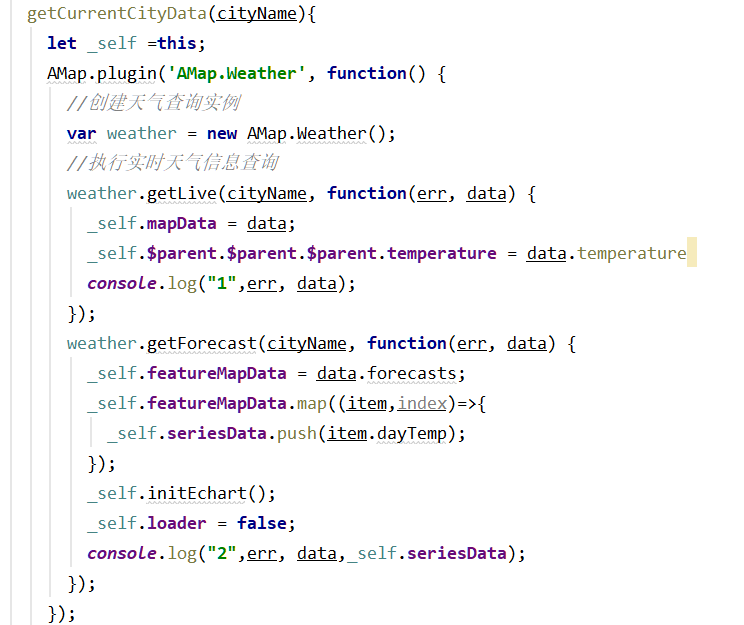 getCurrentCityData(cityName){
let _self =this;
AMap.plugin('AMap.Weather', function() {
//创建天气查询实例
var weather = new AMap.Weather();
//执行实时天气信息查询
weather.getLive(cityName, function(err, data) {
_self.mapData = data;
_self.$parent.$parent.$parent.temperature = data.temperature
console.log("1",err, data);
});
weather.getForecast(cityName, function(err, data) {
_self.featureMapData = data.forecasts;
_self.featureMapData.map((item,index)=>{
_self.seriesData.push(item.dayTemp);
});
_self.initEchart();
_self.loader = false;
console.log("2",err, data,_self.seriesData);
});
});